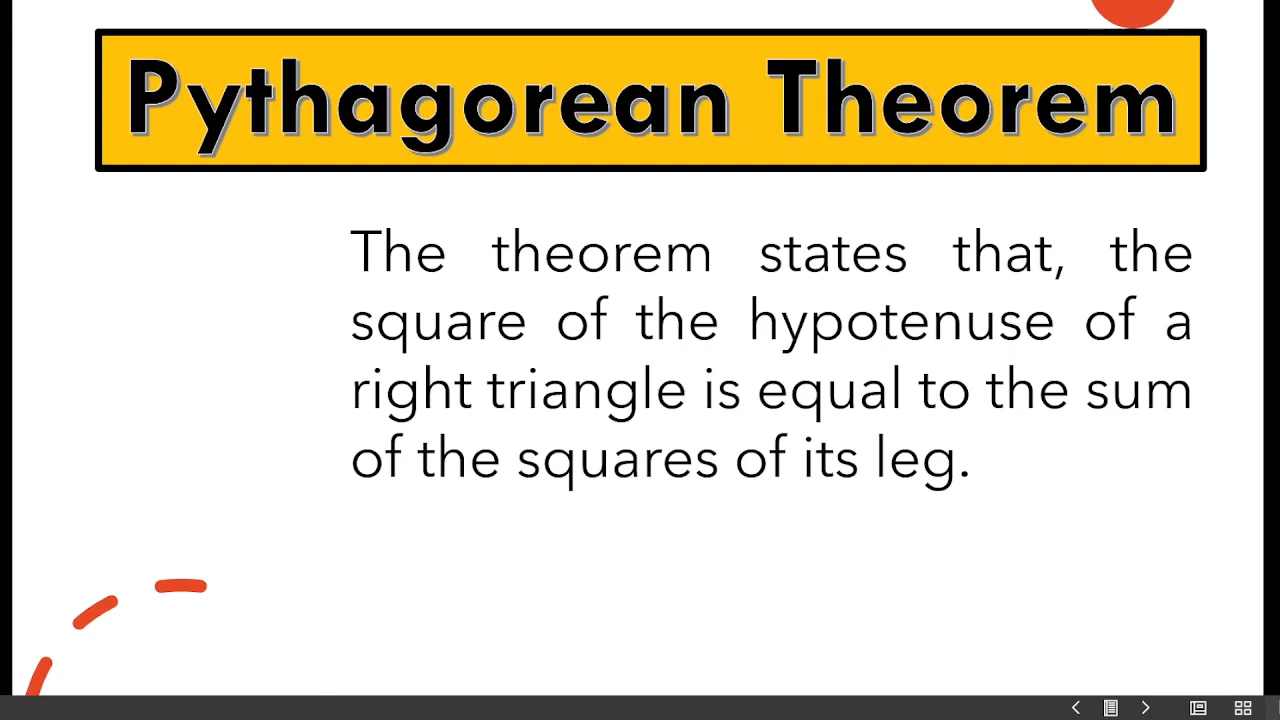 Pythagorean Theorem
The theorem states that, the
square of the hypotenuse of a
right triangle is equal to the sum
of the squares of its leg.